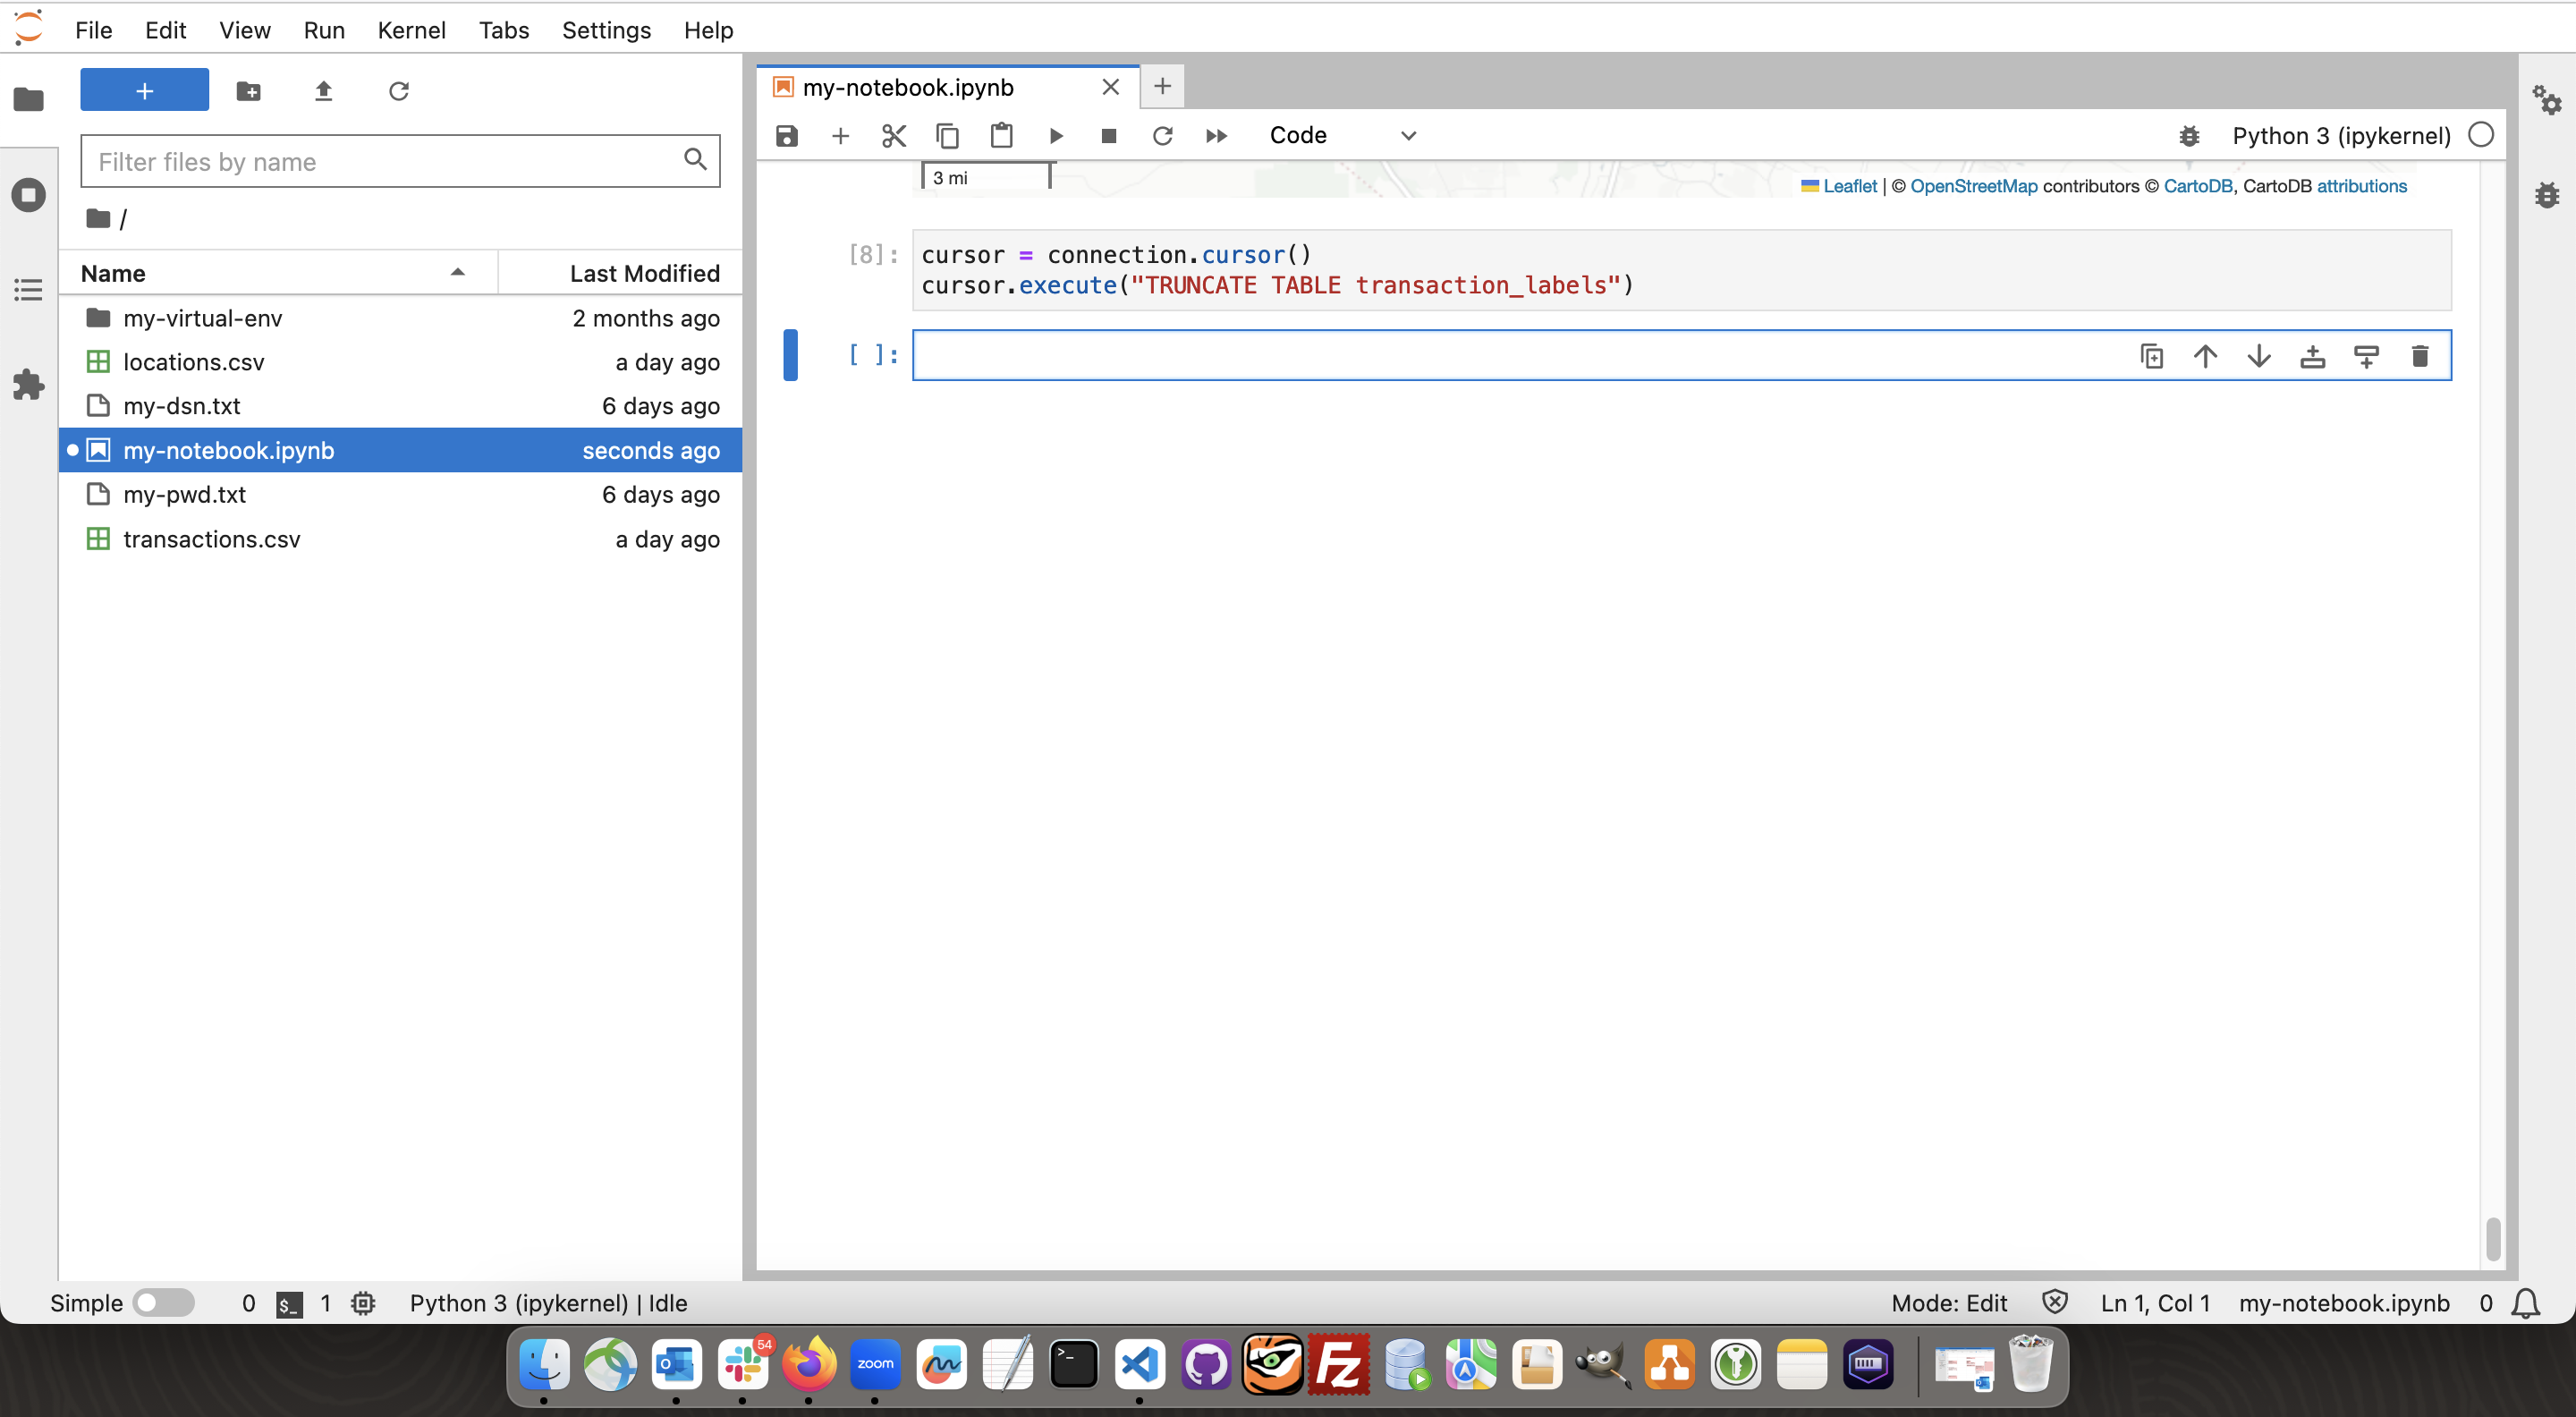 File Edit View Run Kernel Tabs Settings Help
Filter files by name
/
Name Last Modified
my-virtual-env 2 months ago
locations.csv a day ago
my-dsn.txt 6 days ago
my-notebook.ipynb seconds ago
my-pwd.txt 6 days ago
transactions.csv a day ago
my-notebook.ipynb
Code
Python 3 (ipykernel)
3 mi
Leaflet | © OpenStreetMap contributors © CartoDB, CartoDB attributions
[8]: cursor = connection.cursor()
cursor.execute("TRUNCATE TABLE transaction_labels")
[ ]:
Simple 0 $_ 1 Python 3 (ipykernel) | Idle Mode: Edit Ln 1, Col 1 my-notebook.ipynb 0
54
zoom
>_
Fz